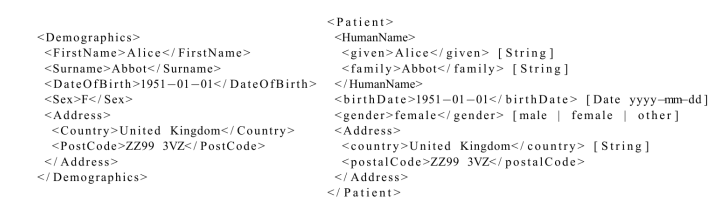 <Demographics>
<FirstName>Alice</FirstName>
<Surname>Abbot</Surname>
<DateOfBirth>1951−01−01</DateOfBirth>
<Sex>F</Sex>
<Address>
<Country>United Kingdom</Country>
<PostCode>ZZ99 3VZ</PostCode>
</Address>
</Demographics>
<Patient>
<HumanName>
<given>Alice</given> [String]
<family>Abbot</family> [String]
</HumanName>
<birthDate>1951−01−01</birthDate> [Date yyyy−mm−dd]
<gender>female</gender> [male | female | other]
<Address>
<country>United Kingdom</country> [String]
<postalCode>ZZ99 3VZ</postalCode>
</Address>
</Patient>